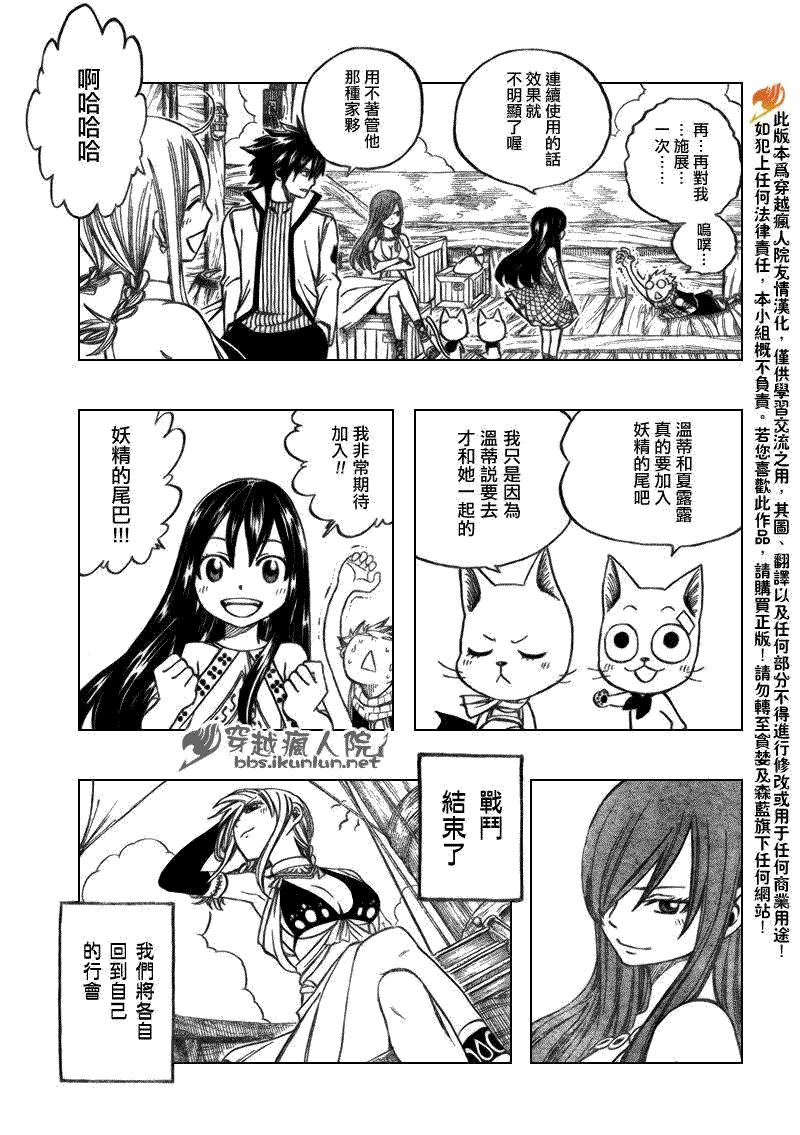 再…再對我
…施展…
一次……
嗚噗…
連續使用的話
效果就
不明顯了喔
用不著管他
那種家夥
啊哈哈哈
溫蒂和夏露露
真的要加入
妖精的尾吧
我只是因為
溫蒂說要去
才和她一起的
我非常期待
加入!!
妖精的尾巴!!!
穿越瘋人院
bbs.ikunlun.net
戰鬥
結束了
我們將各自
回到自己
的行會
此版本爲穿越瘋人院友情漢化，僅供學習交流之用，其圖、翻譯以及任何部分不得進行修改或用于任何商業用途！
如犯上任何法律責任，本小組概不負責。若您喜歡此作品，請購買正版！請勿轉至貪婪及森藍旗下任何網站！